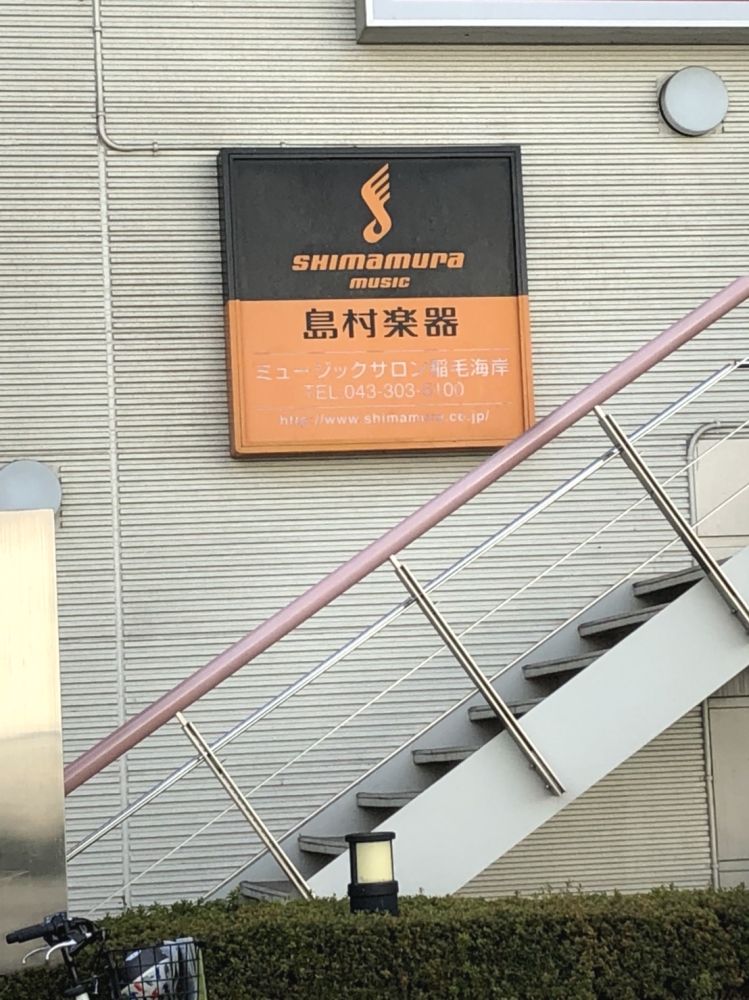 SHIMAMURA
MUSIC
島村楽器
ミュージックサロン稲毛海岸
TEL.043-303-5100
http://www.shimamura.co.jp/